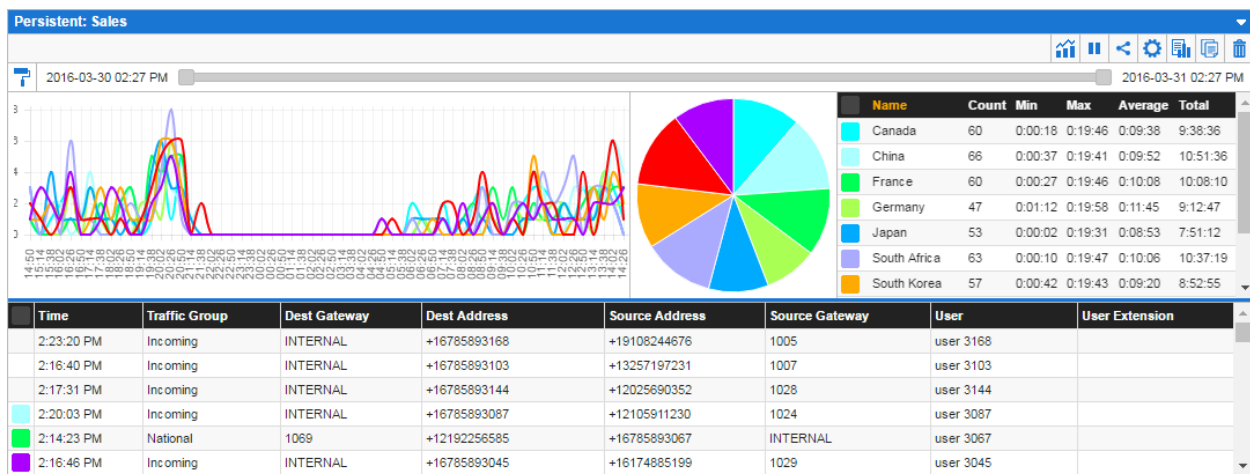 Persistent: Sales
2016-03-30 02:27 PM 2016-03-31 02:27 PM
8
6
4
2
0
Name Count Min Max Average Total
Canada 60 0:00:18 0:19:46 0:09:38 9:38:36
China 66 0:00:37 0:19:41 0:09:52 10:51:36
France 60 0:00:27 0:19:46 0:10:08 10:08:10
Germany 47 0:01:12 0:19:58 0:11:45 9:12:47
Japan 53 0:00:02 0:19:31 0:08:53 7:51:12
South Africa 63 0:00:10 0:19:47 0:10:06 10:37:19
South Korea 57 0:00:42 0:19:43 0:09:20 8:52:55
Time Traffic Group Dest Gateway Dest Address Source Address Source Gateway User User Extension
2:23:20 PM Incoming INTERNAL +16785893168 +19108244676 1005 user 3168
2:16:40 PM Incoming INTERNAL +16785893103 +13257197231 1007 user 3103
2:17:31 PM Incoming INTERNAL +16785893144 +12025690352 1028 user 3144
2:20:03 PM Incoming INTERNAL +16785893087 +12105911230 1024 user 3087
2:14:23 PM National 1069 +12192256585 +16785893067 INTERNAL user 3067
2:16:46 PM Incoming INTERNAL +16785893045 +16174885199 1029 user 3045